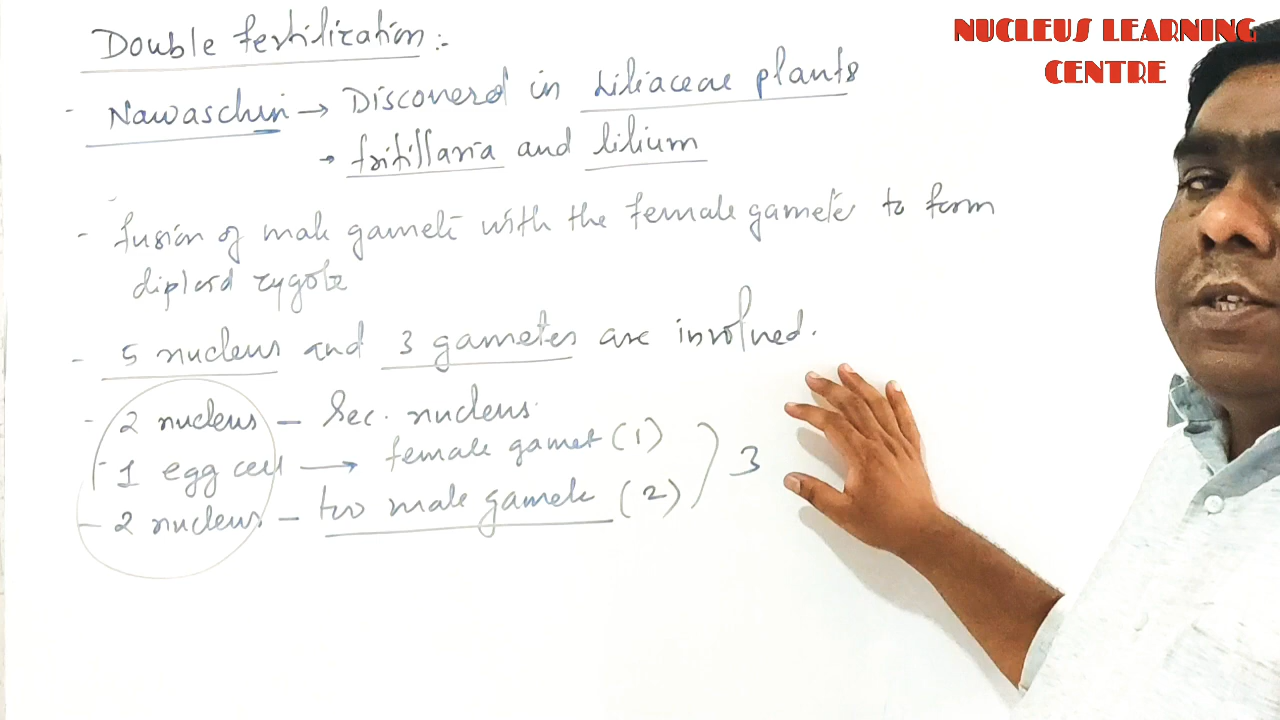 Double fertilization:-
NUCLEUS LEARNING
CENTRE
- Nawaschin → Discovered in Liliaceae plants
→ fritillaria and lilium
- fusion of male gamete with the female gamete to form
diploid zygote
- 5 nucleus and 3 gametes are involved.
- 2 nucleus – Sec. nucleus
- 1 egg cell → female gamet (1)
- 2 nucleus – two male gamete (2)
3